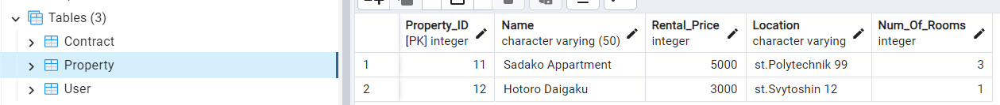 Tables (3)
Contract
Property
User
Property_ID Name Rental_Price Location Num_Of_Rooms
[PK] integer character varying (50) integer character varying integer
1 11 Sadako Appartment 5000 st.Polytechnik 99 3
2 12 Hotoro Daigaku 3000 st.Svytoshin 12 1